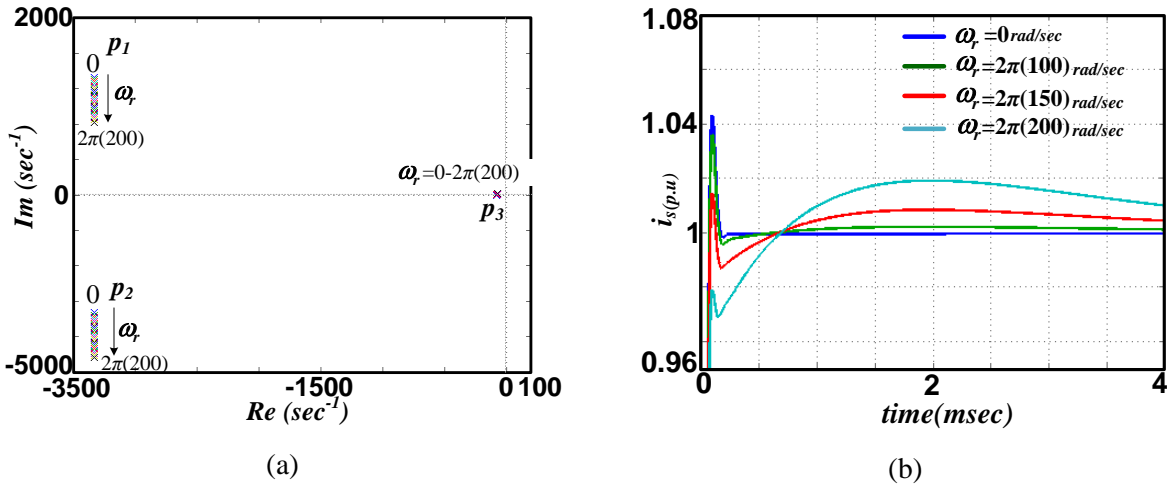 2000
p1
0
ωr
2π(200)
Im (sec-1)
ωr=0-2π(200)
0
p3
0
p2
ωr
2π(200)
-5000
-3500
-1500
0
100
Re (sec-1)
(a)
1.08
ωr=0rad/sec
ωr=2π(100)rad/sec
ωr=2π(150)rad/sec
ωr=2π(200)rad/sec
1.04
is(p.u)
1
0.96
0
2
4
time(msec)
(b)